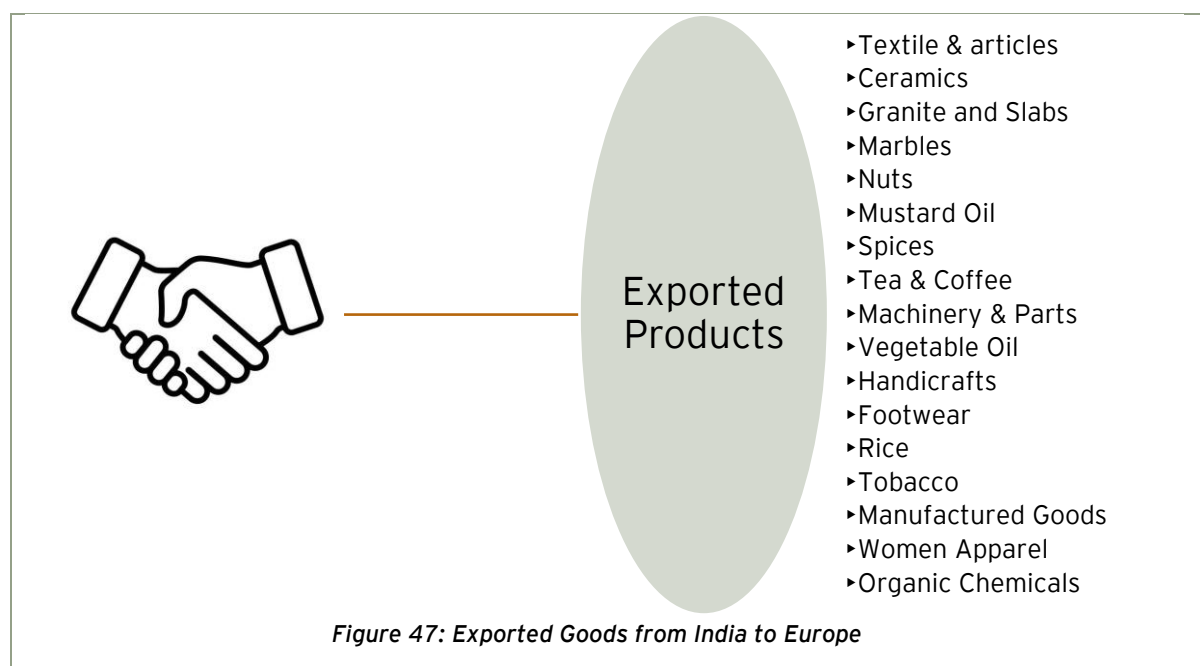 Exported
Products
‣Textile & articles
‣Ceramics
‣Granite and Slabs
‣Marbles
‣Nuts
‣Mustard Oil
‣Spices
‣Tea & Coffee
‣Machinery & Parts
‣Vegetable Oil
‣Handicrafts
‣Footwear
‣Rice
‣Tobacco
‣Manufactured Goods
‣Women Apparel
‣Organic Chemicals
Figure 47: Exported Goods from India to Europe